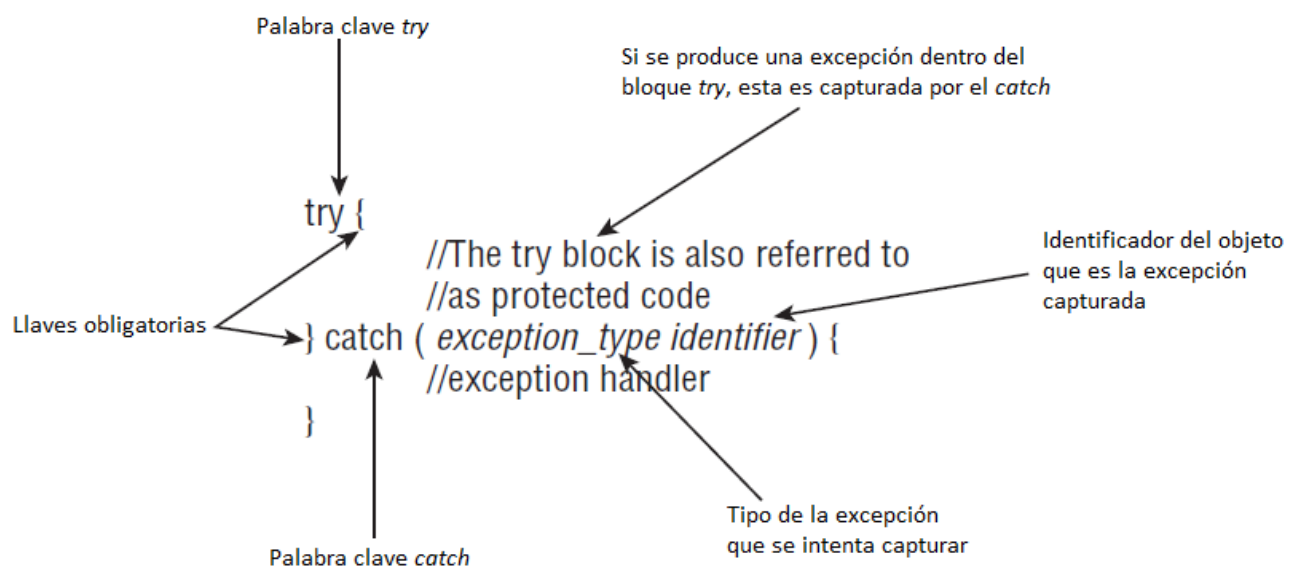 Palabra clave try
Si se produce una excepción dentro del
bloque try, esta es capturada por el catch
try {
//The try block is also referred to
//as protected code
Identificador del objeto
que es la excepción
capturada
Llaves obligatorias
} catch ( exception_type identifier ) {
//exception handler
}
Tipo de la excepción
que se intenta capturar
Palabra clave catch